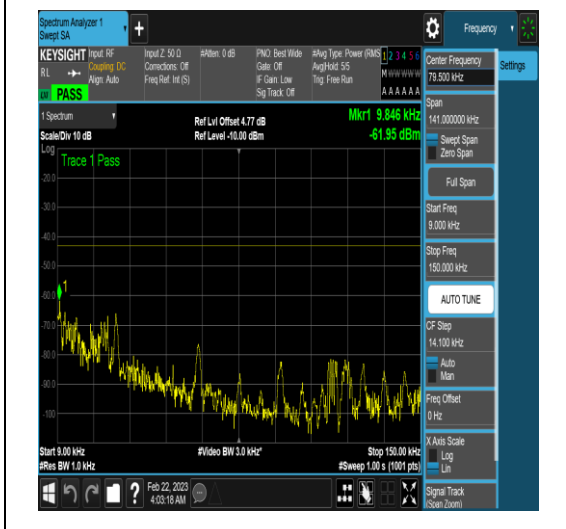 Spectrum Analyzer 1
Swept SA
+
Frequency
KEYSIGHT
RL
PASS
Input: RF
Coupling: DC
Align: Auto
Input Z: 50 Ω
Corrections: Off
Freq Ref: Int (S)
#Atten: 0 dB
PNO: Best Wide
Gate: Off
IF Gain: Low
Sig Track: Off
#Avg Type: Power (RMS
Avg|Hold: 5/5
Trig: Free Run
1 2 3 4 5 6
M W W W W W
A A A A A A
1 Spectrum
Scale/Div 10 dB
Ref Lvl Offset 4.77 dB
Ref Level -10.00 dBm
Mkr1 9.846 kHz
-61.95 dBm
Log
Trace 1 Pass
-20.0
-30.0
-40.0
-50.0
-60.0
1
-70.0
-80.0
-90.0
-100
Start 9.00 kHz
#Res BW 1.0 kHz
#Video BW 3.0 kHz*
Stop 150.00 kHz
#Sweep 1.00 s (1001 pts)
?
Feb 22, 2023
4:03:18 AM
Center Frequency
79.500 kHz
Settings
Span
141.000000 kHz
Swept Span
Zero Span
Full Span
Start Freq
9.000 kHz
Stop Freq
150.000 kHz
AUTO TUNE
CF Step
14.100 kHz
Auto
Man
Freq Offset
0 Hz
X Axis Scale
Log
Lin
Signal Track
(Span Zoom)